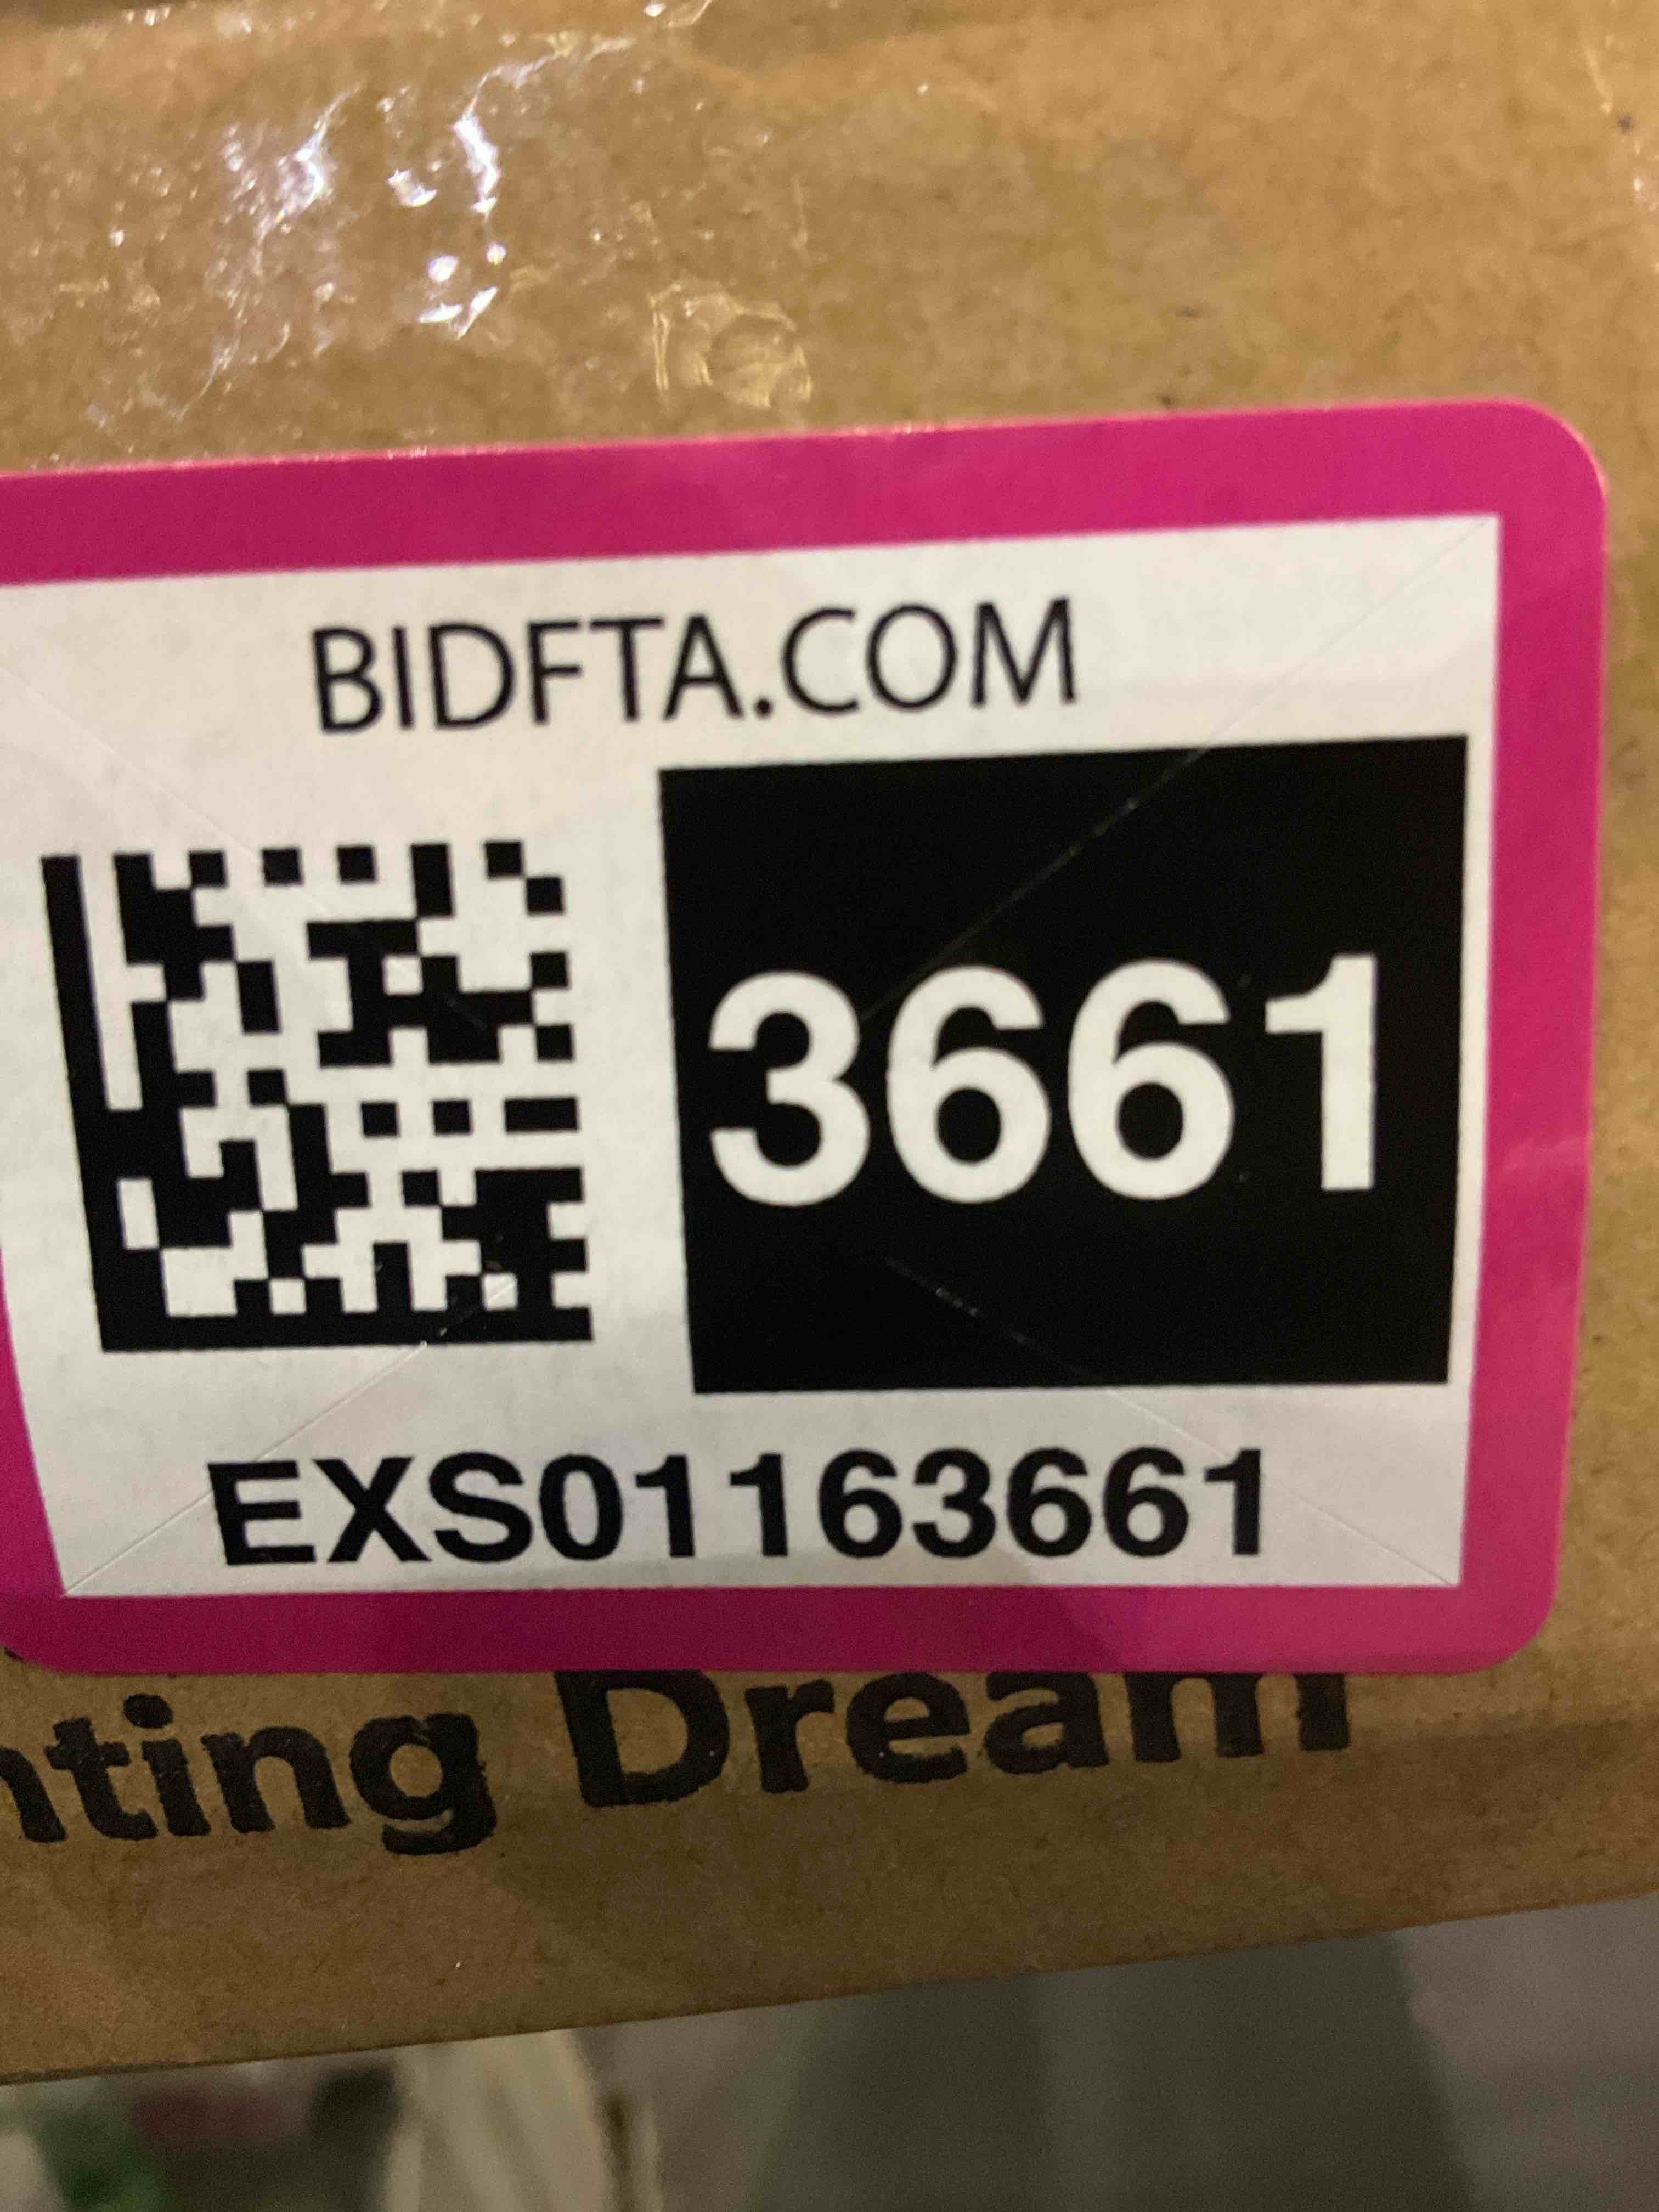 BIDFTA.COM
3661
EXS01163661
nting Dream